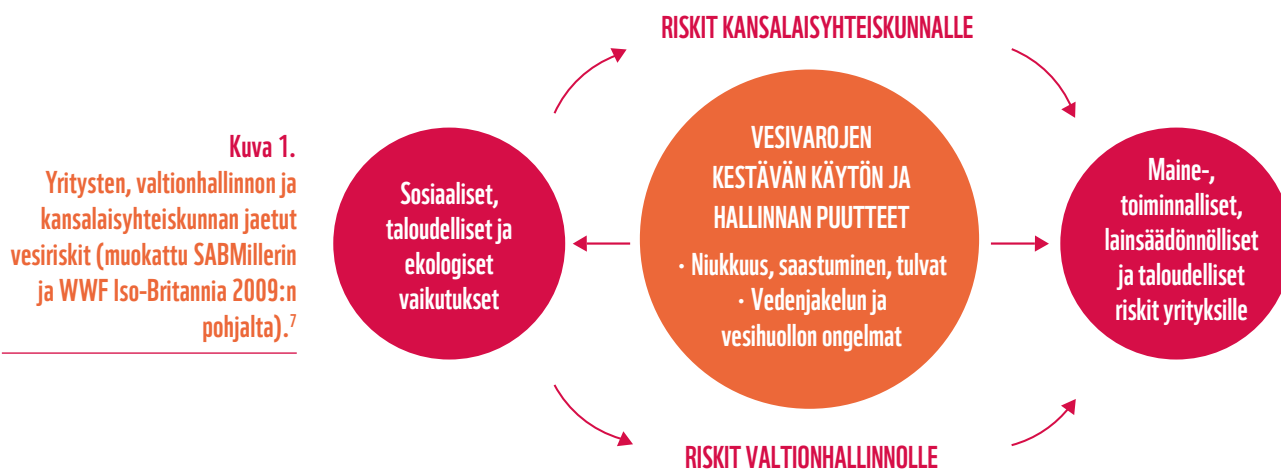 RISKIT KANSALAISYHTEISKUNNALLE
Kuva 1.
Yritysten, valtionhallinnon ja
kansalaisyhteiskunnan jaetut
vesiriskit (muokattu SABMillerin
ja WWF Iso-Britannia 2009:n
pohjalta).⁷
Sosiaaliset,
taloudelliset ja
ekologiset
vaikutukset
VESIVAROJEN
KESTÄVÄN KÄYTÖN JA
HALLINNAN PUUTTEET
· Niukkuus, saastuminen, tulvat
· Vedenjakelun ja
vesihuollon ongelmat
Maine-,
toiminnalliset,
lainsäädönnölliset
ja taloudelliset
riskit yrityksille
RISKIT VALTIONHALLINNOLLE